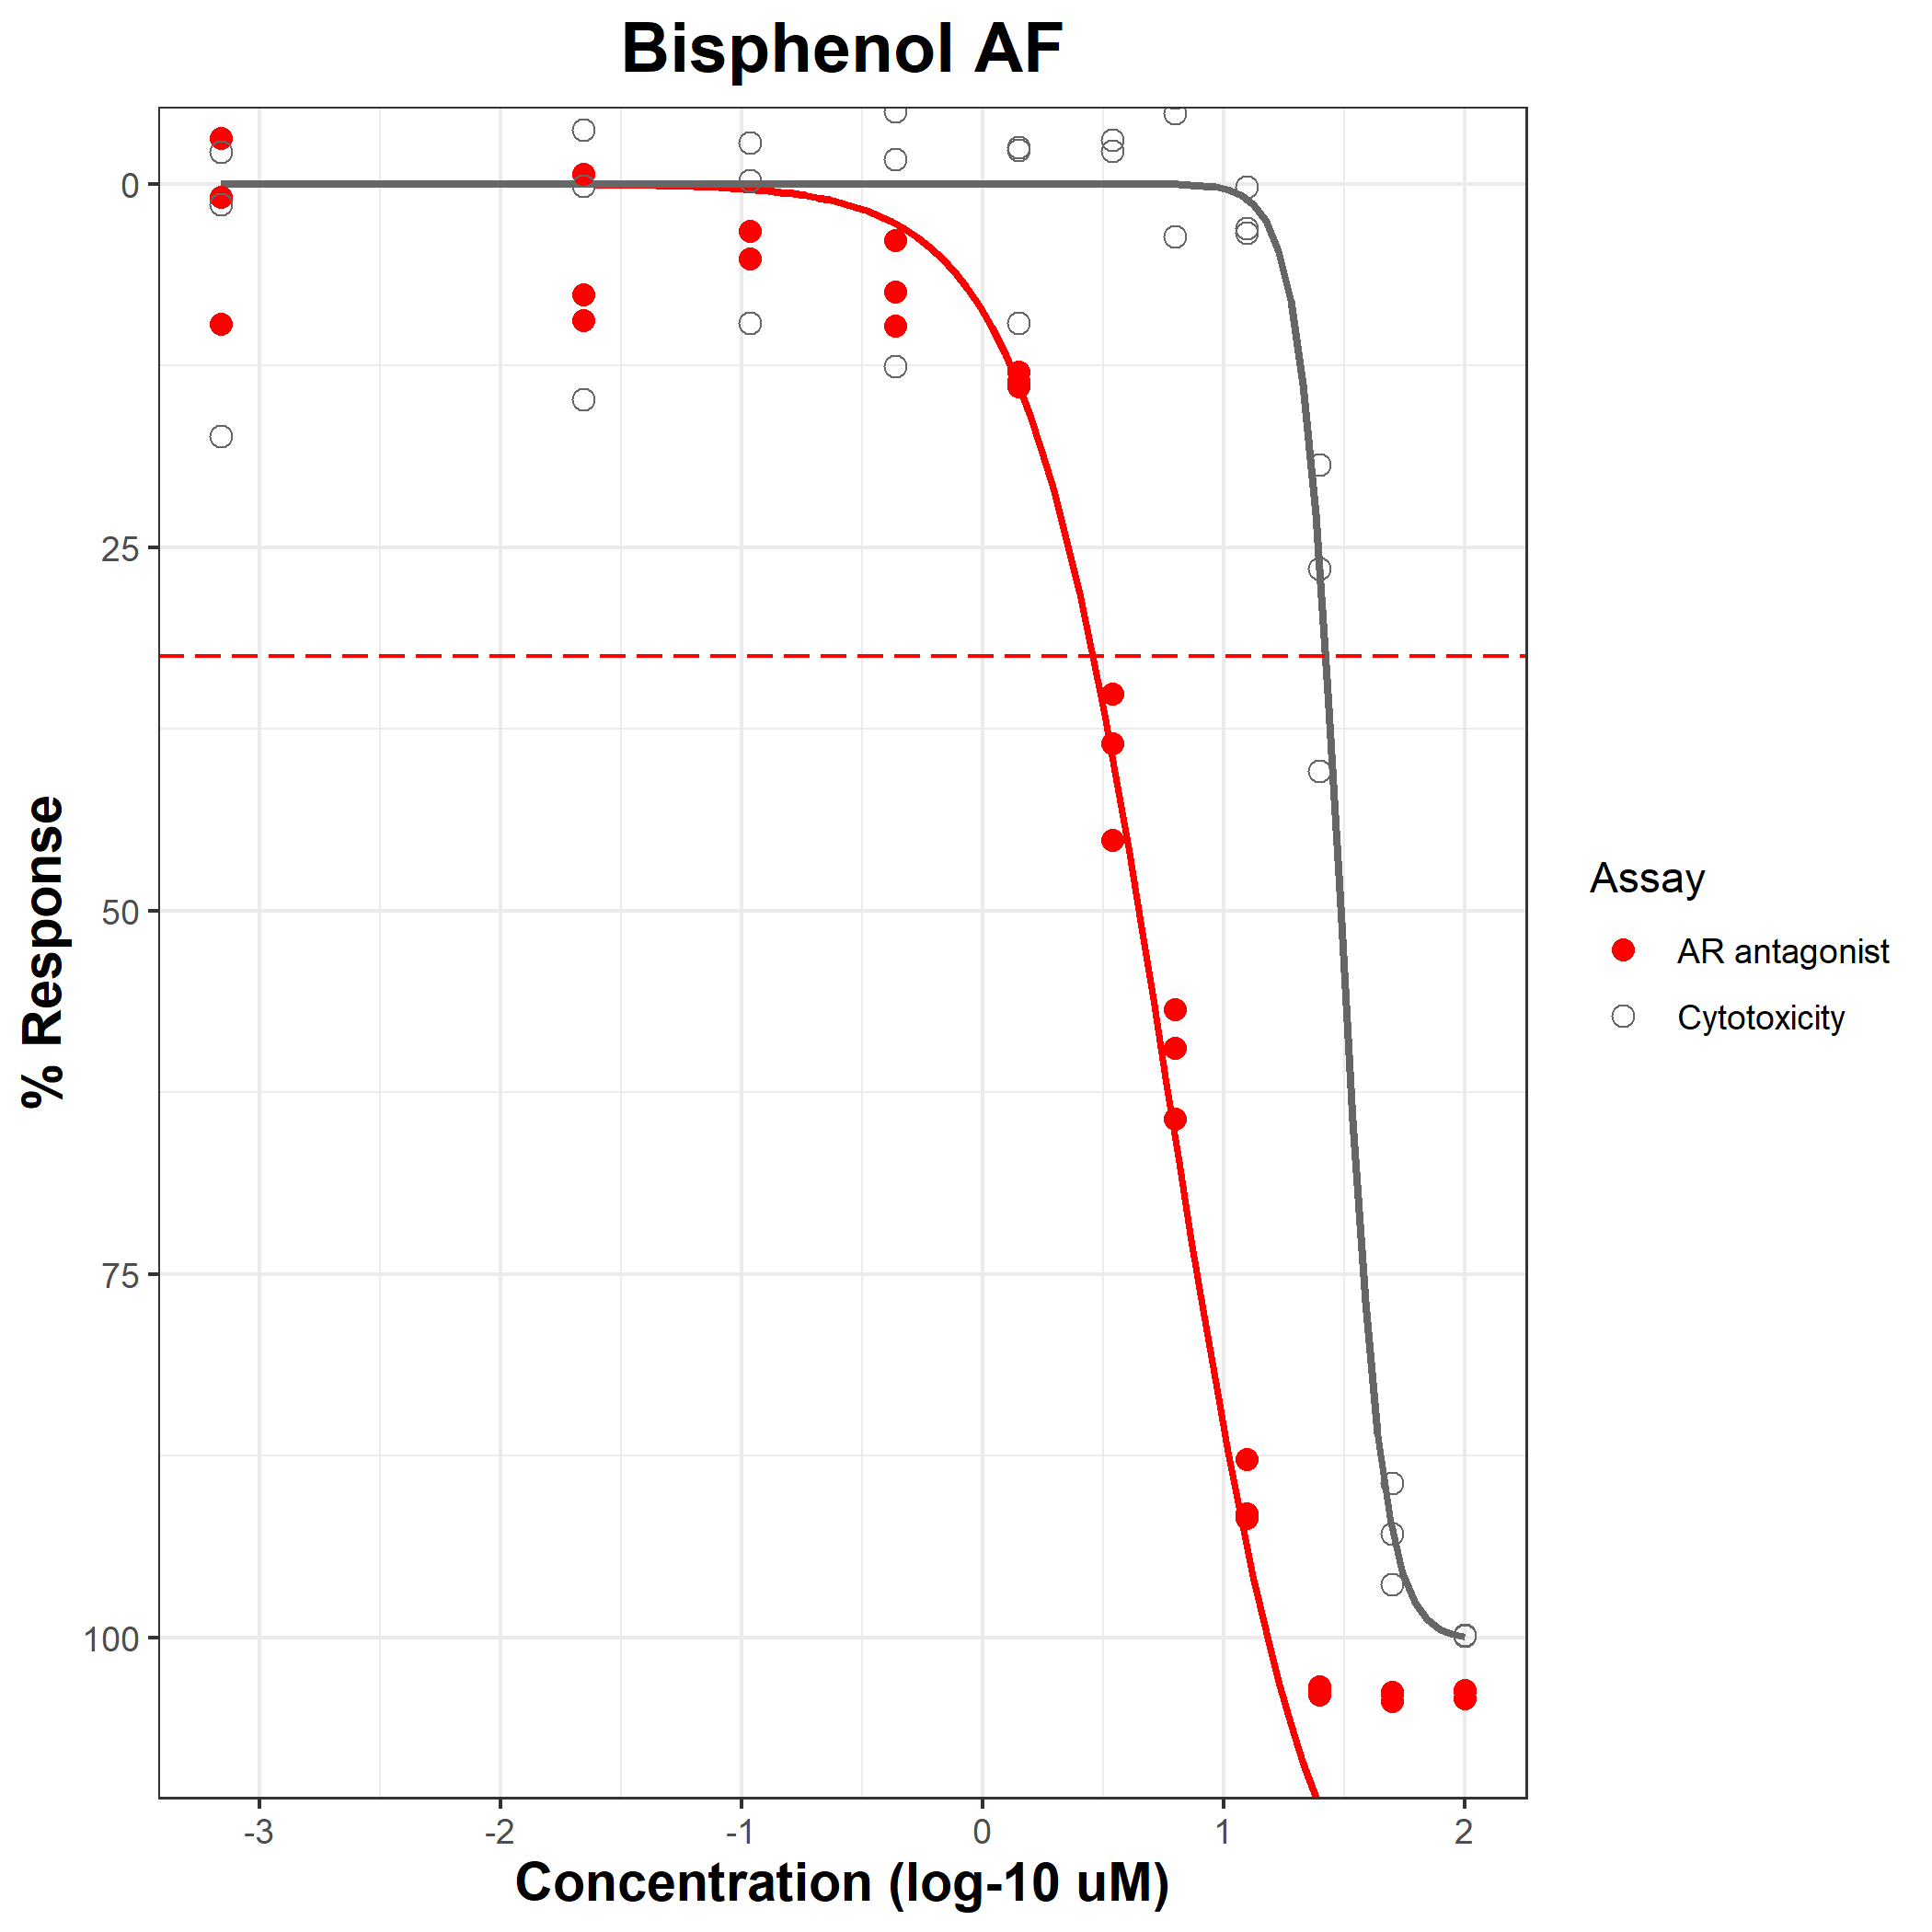 Bisphenol AF
% Response
0
25
50
75
100
-3
-2
-1
0
1
2
Concentration (log-10 uM)
Assay
AR antagonist
Cytotoxicity